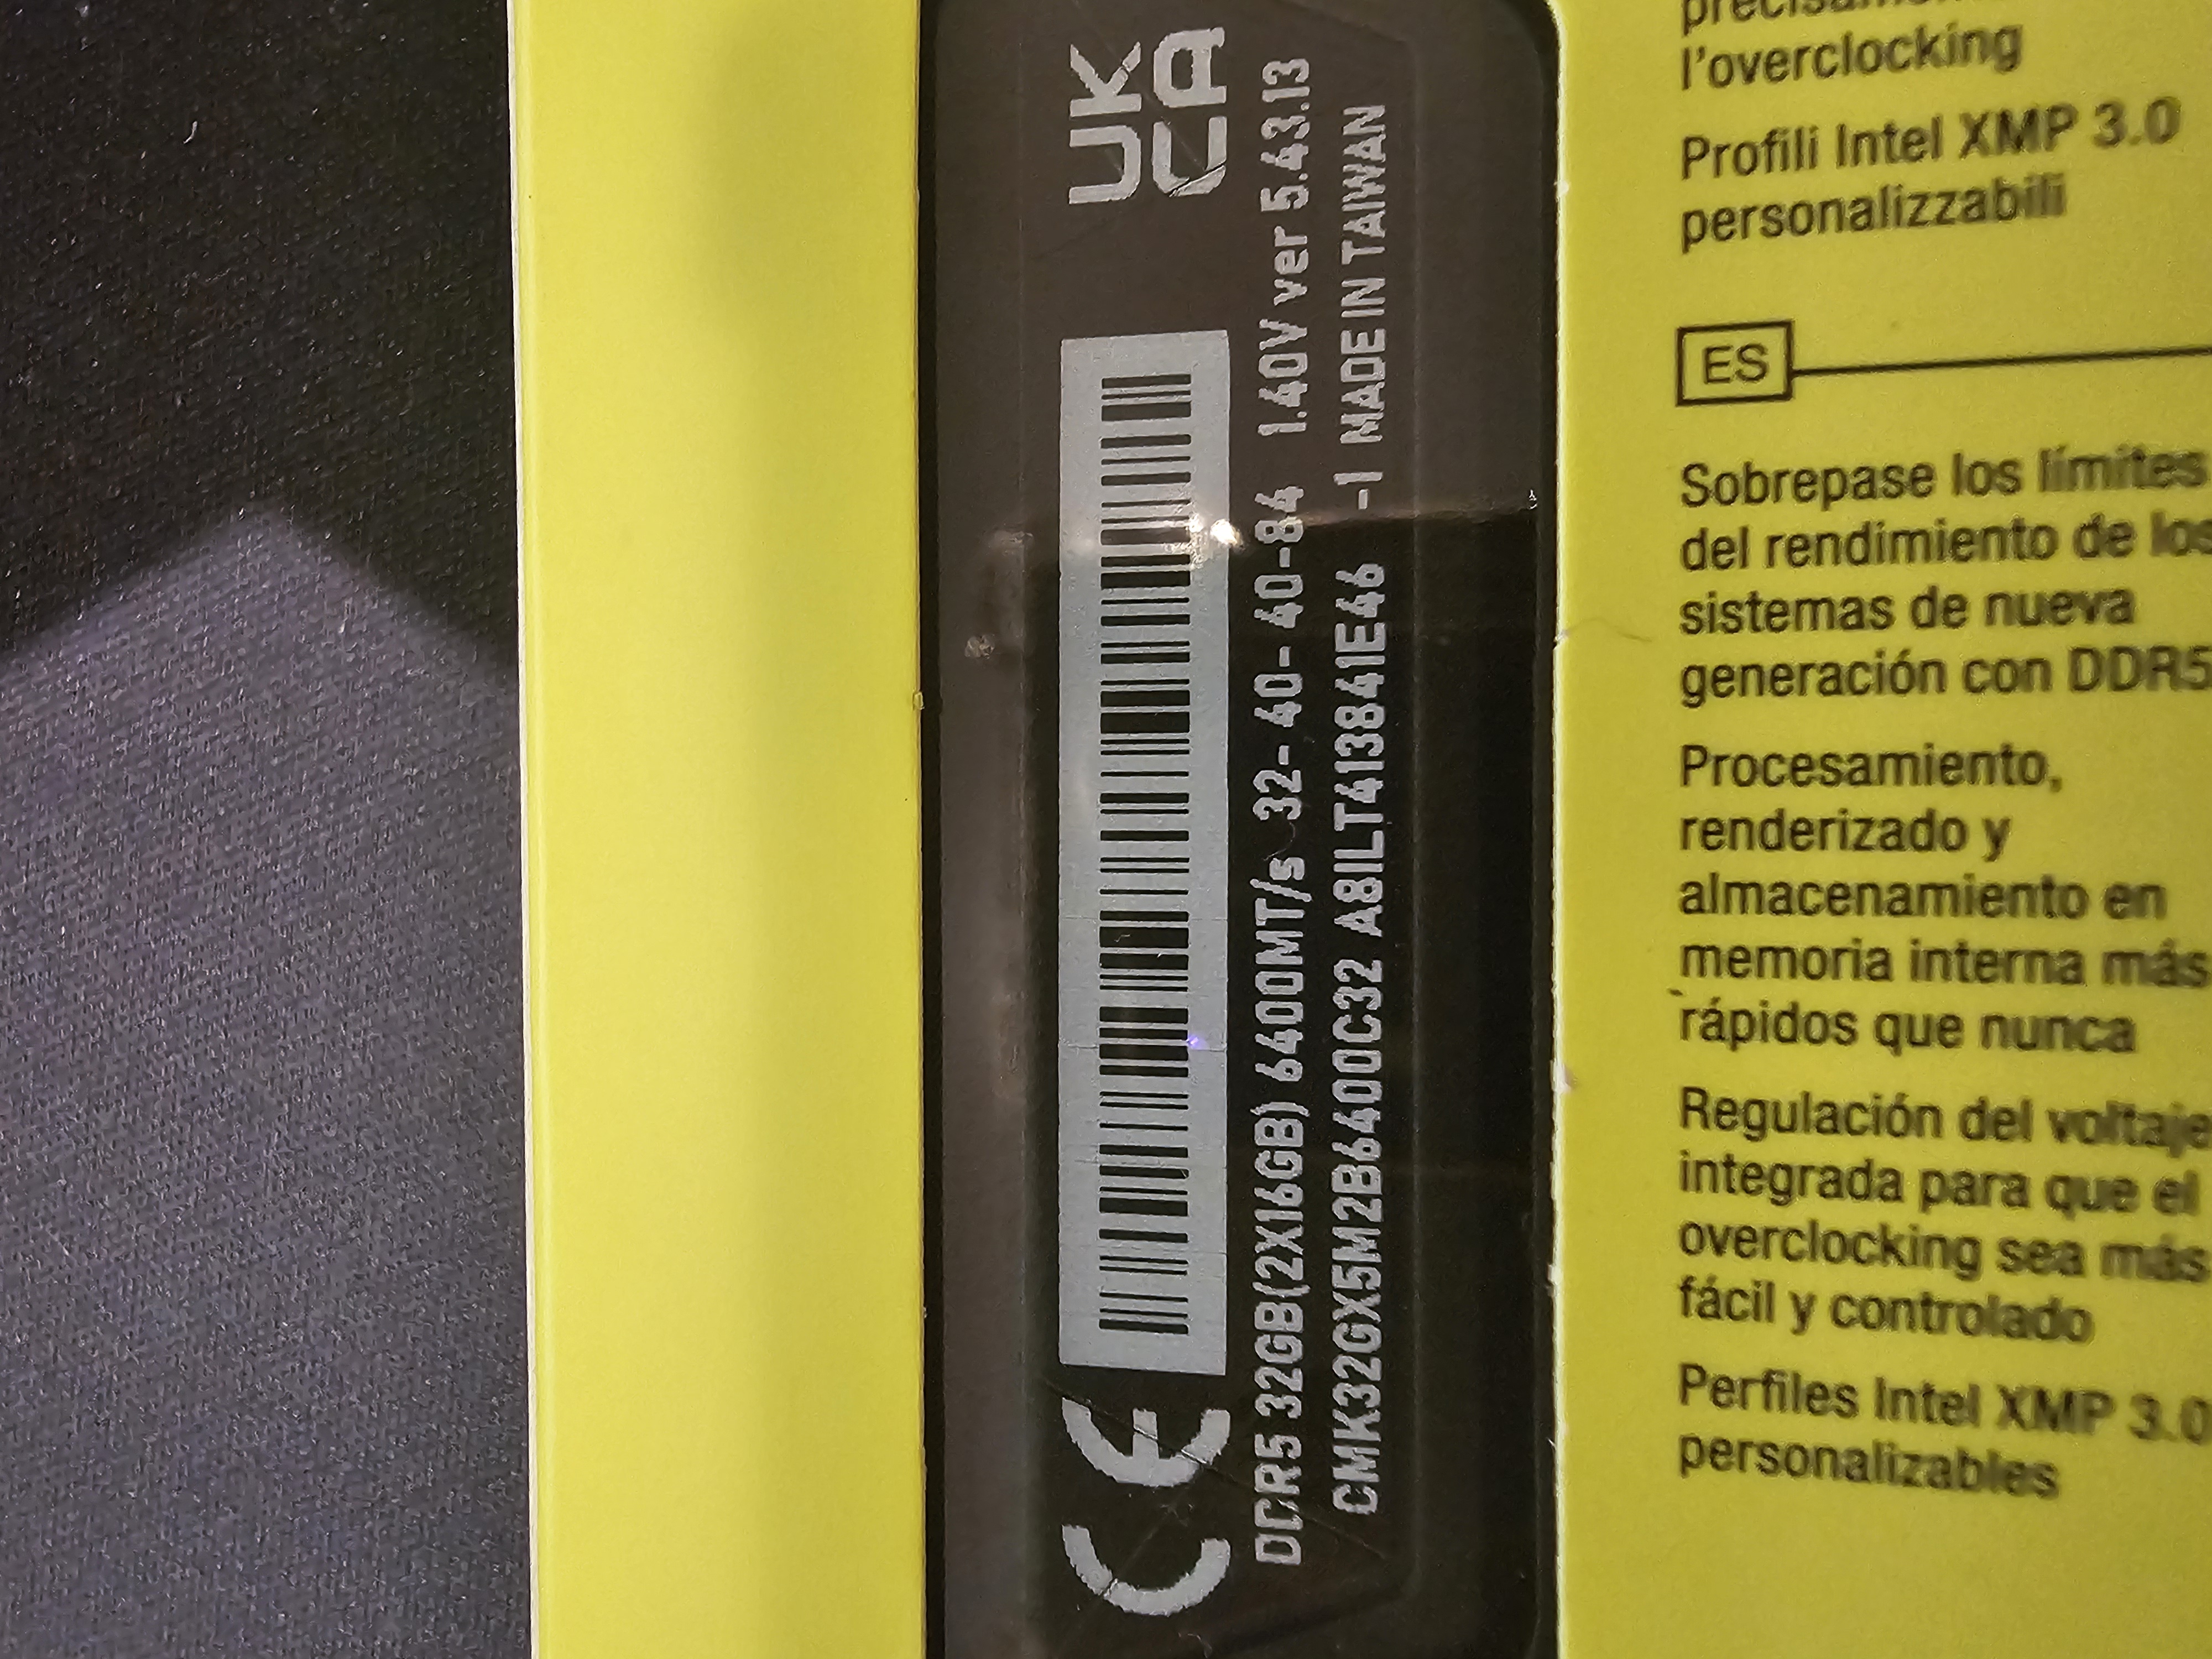 UK
CA
DDR5 32GB(2X16GB) 6400MT/s 32-40-40-84 1.40V ver 5.43.13
CMK32GX5M2B6400C32 A8ILT413841E46 -1 MADE IN TAIWAN
l'overclocking
Profili Intel XMP 3.0
personalizzabili
ES
Sobrepase los límites
del rendimiento de los
sistemas de nueva
generación con DDR5
Procesamiento,
renderizado y
almacenamiento en
memoria interna más
rápidos que nunca
Regulación del voltaje
integrada para que el
overclocking sea más
fácil y controlado
Perfiles Intel XMP 3.0
personalizables